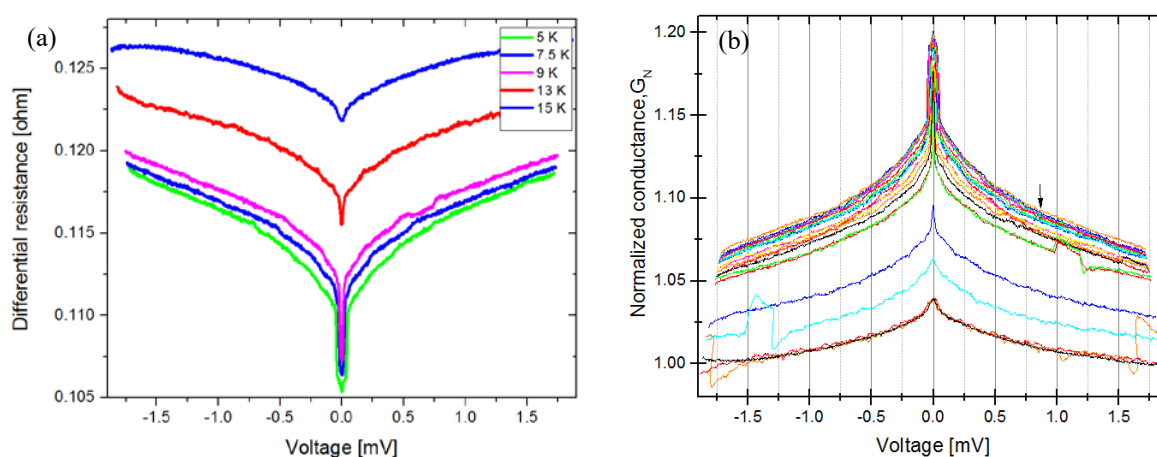 (a)
5 K
7.5 K
9 K
13 K
15 K
0.125
0.120
0.115
0.110
0.105
Differential resistance [ohm]
-1.5 -1.0 -0.5 0.0 0.5 1.0 1.5
Voltage [mV]
(b)
1.20
1.15
1.10
1.05
1.00
Normalized conductance,G_N
-1.5 -1.0 -0.5 0.0 0.5 1.0 1.5
Voltage [mV]